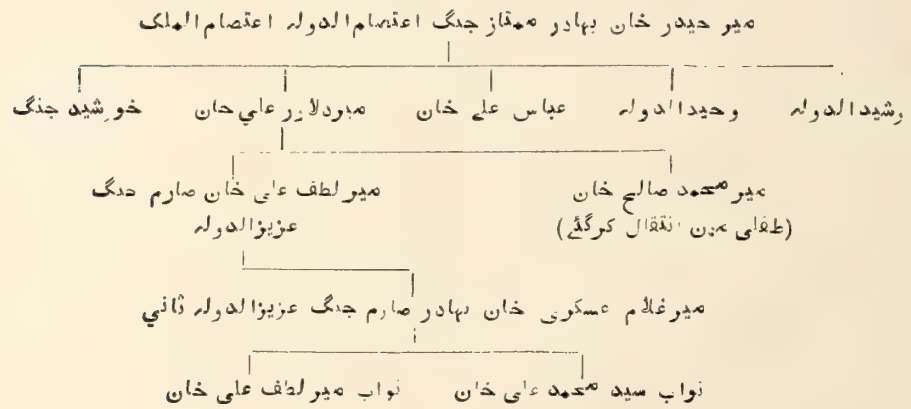 میر حیدر خان بہادر ممتاز جنگ اعتصام الدولہ اعتصام الملک
رشید الدولہ وحید الدولہ عباس علی خان میر دلاور علی خان خورشید جنگ
میر محمد صالح خان میر لطف علی خان صارم جنگ
(طفلی مین انتقال کرگئے) عزیز الدولہ
میر غلام عسکری خان بہادر صارم جنگ عزیز الدولہ ثانی
نواب سید محمد علی خان نواب میر لطف علی خان